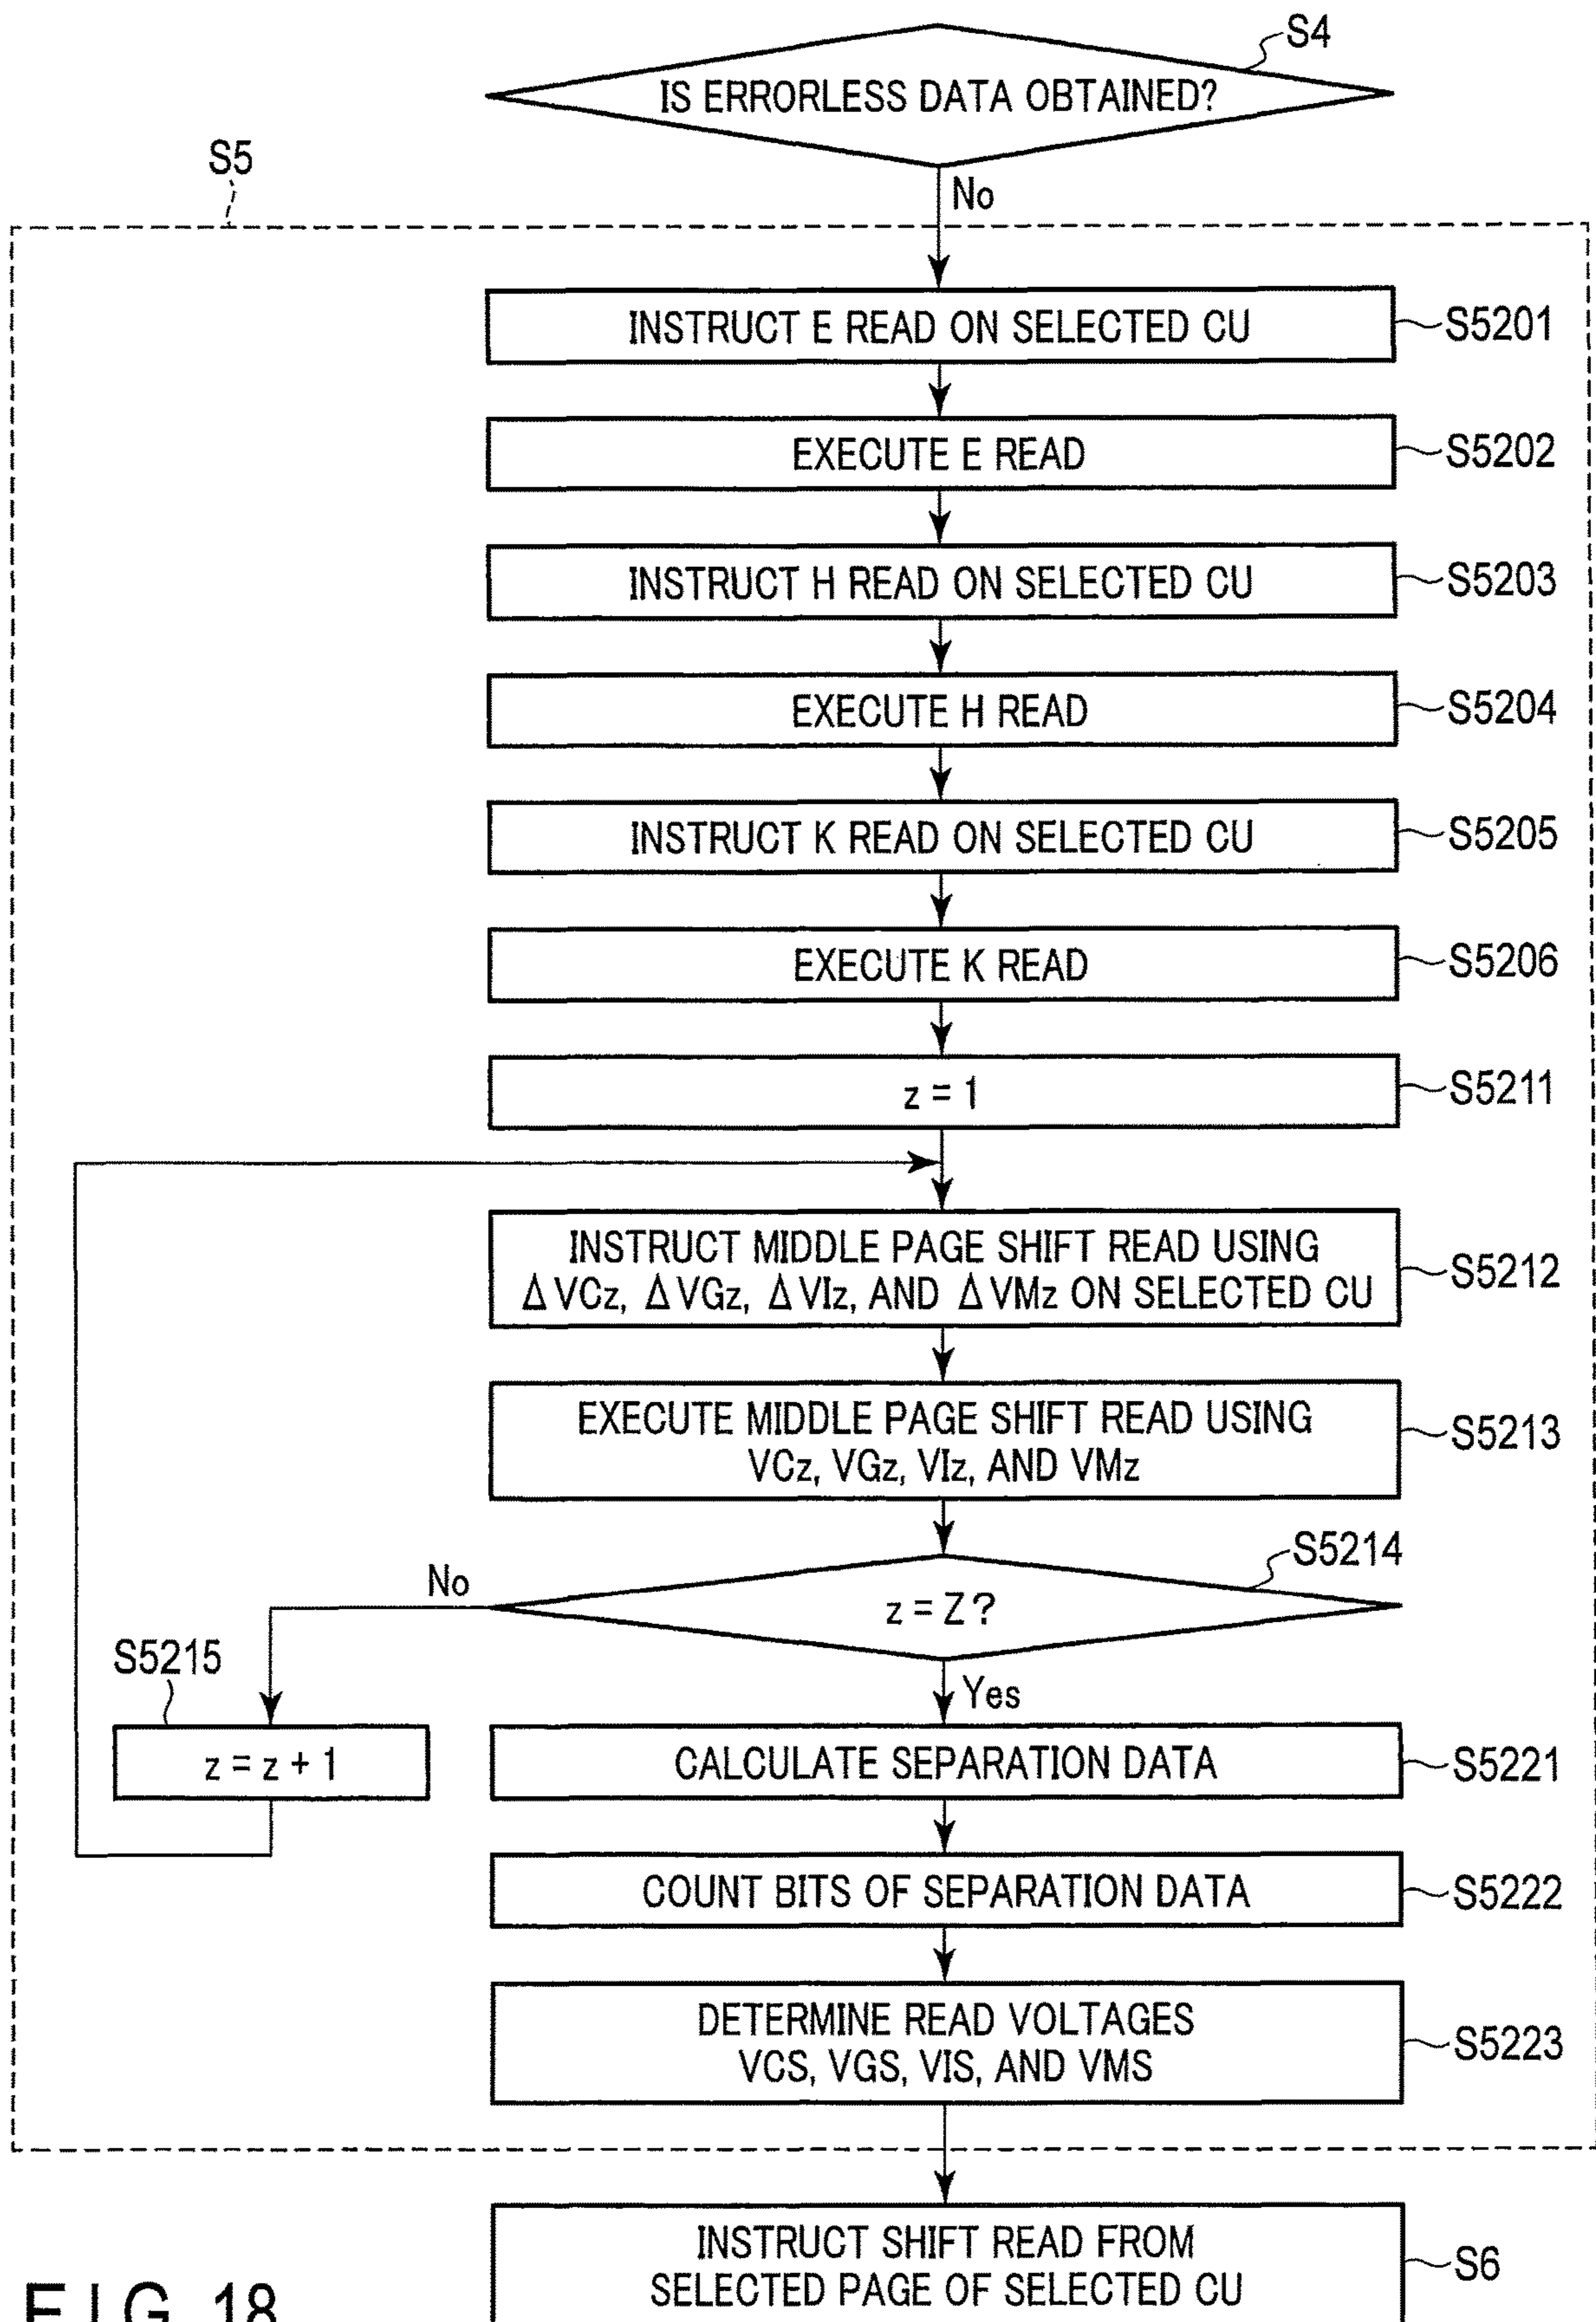 S4
IS ERRORLESS DATA OBTAINED?
S5
No
INSTRUCT E READ ON SELECTED CU
S5201
EXECUTE E READ
S5202
INSTRUCT H READ ON SELECTED CU
S5203
EXECUTE H READ
S5204
INSTRUCT K READ ON SELECTED CU
S5205
EXECUTE K READ
S5206
z = 1
S5211
INSTRUCT MIDDLE PAGE SHIFT READ USING
ΔVCz, ΔVGz, ΔVIz, AND ΔVMz ON SELECTED CU
S5212
EXECUTE MIDDLE PAGE SHIFT READ USING
VCz, VGz, VIz, AND VMz
S5213
S5214
No
z = Z?
S5215
Yes
z = z + 1
CALCULATE SEPARATION DATA
S5221
COUNT BITS OF SEPARATION DATA
S5222
DETERMINE READ VOLTAGES
VCS, VGS, VIS, AND VMS
S5223
INSTRUCT SHIFT READ FROM
SELECTED PAGE OF SELECTED CU
S6
FIG. 18